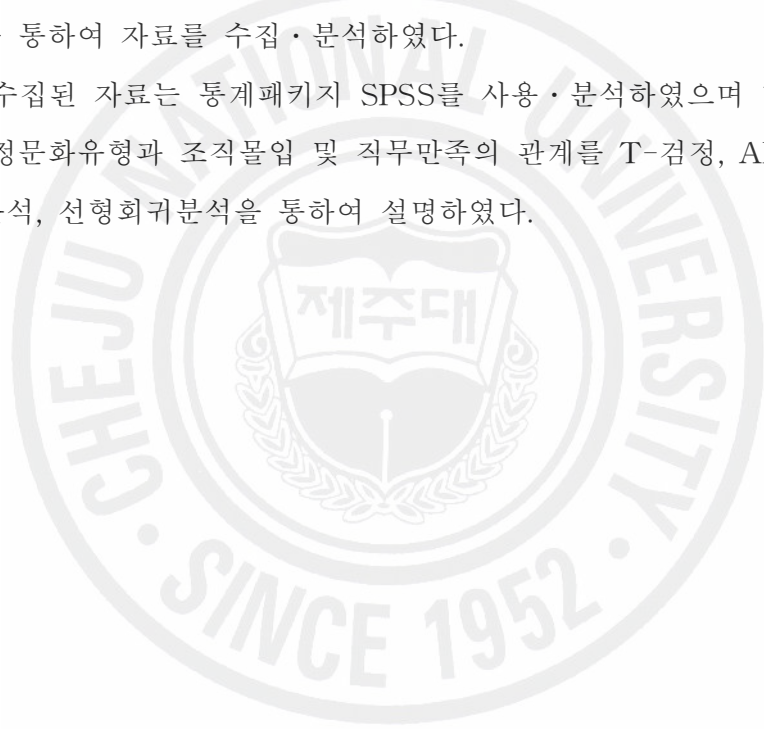 통하여 자료를 수집・분석하였다.
수집된 자료는 통계패키지 SPSS를 사용・분석하였으며
정문화유형과 조직몰입 및 직무만족의 관계를 T-검정,
선형회귀분석을 통하여 설명하였다.
CHEJU NATIONAL UNIVERSITY
제주대
・SINCE 1952・